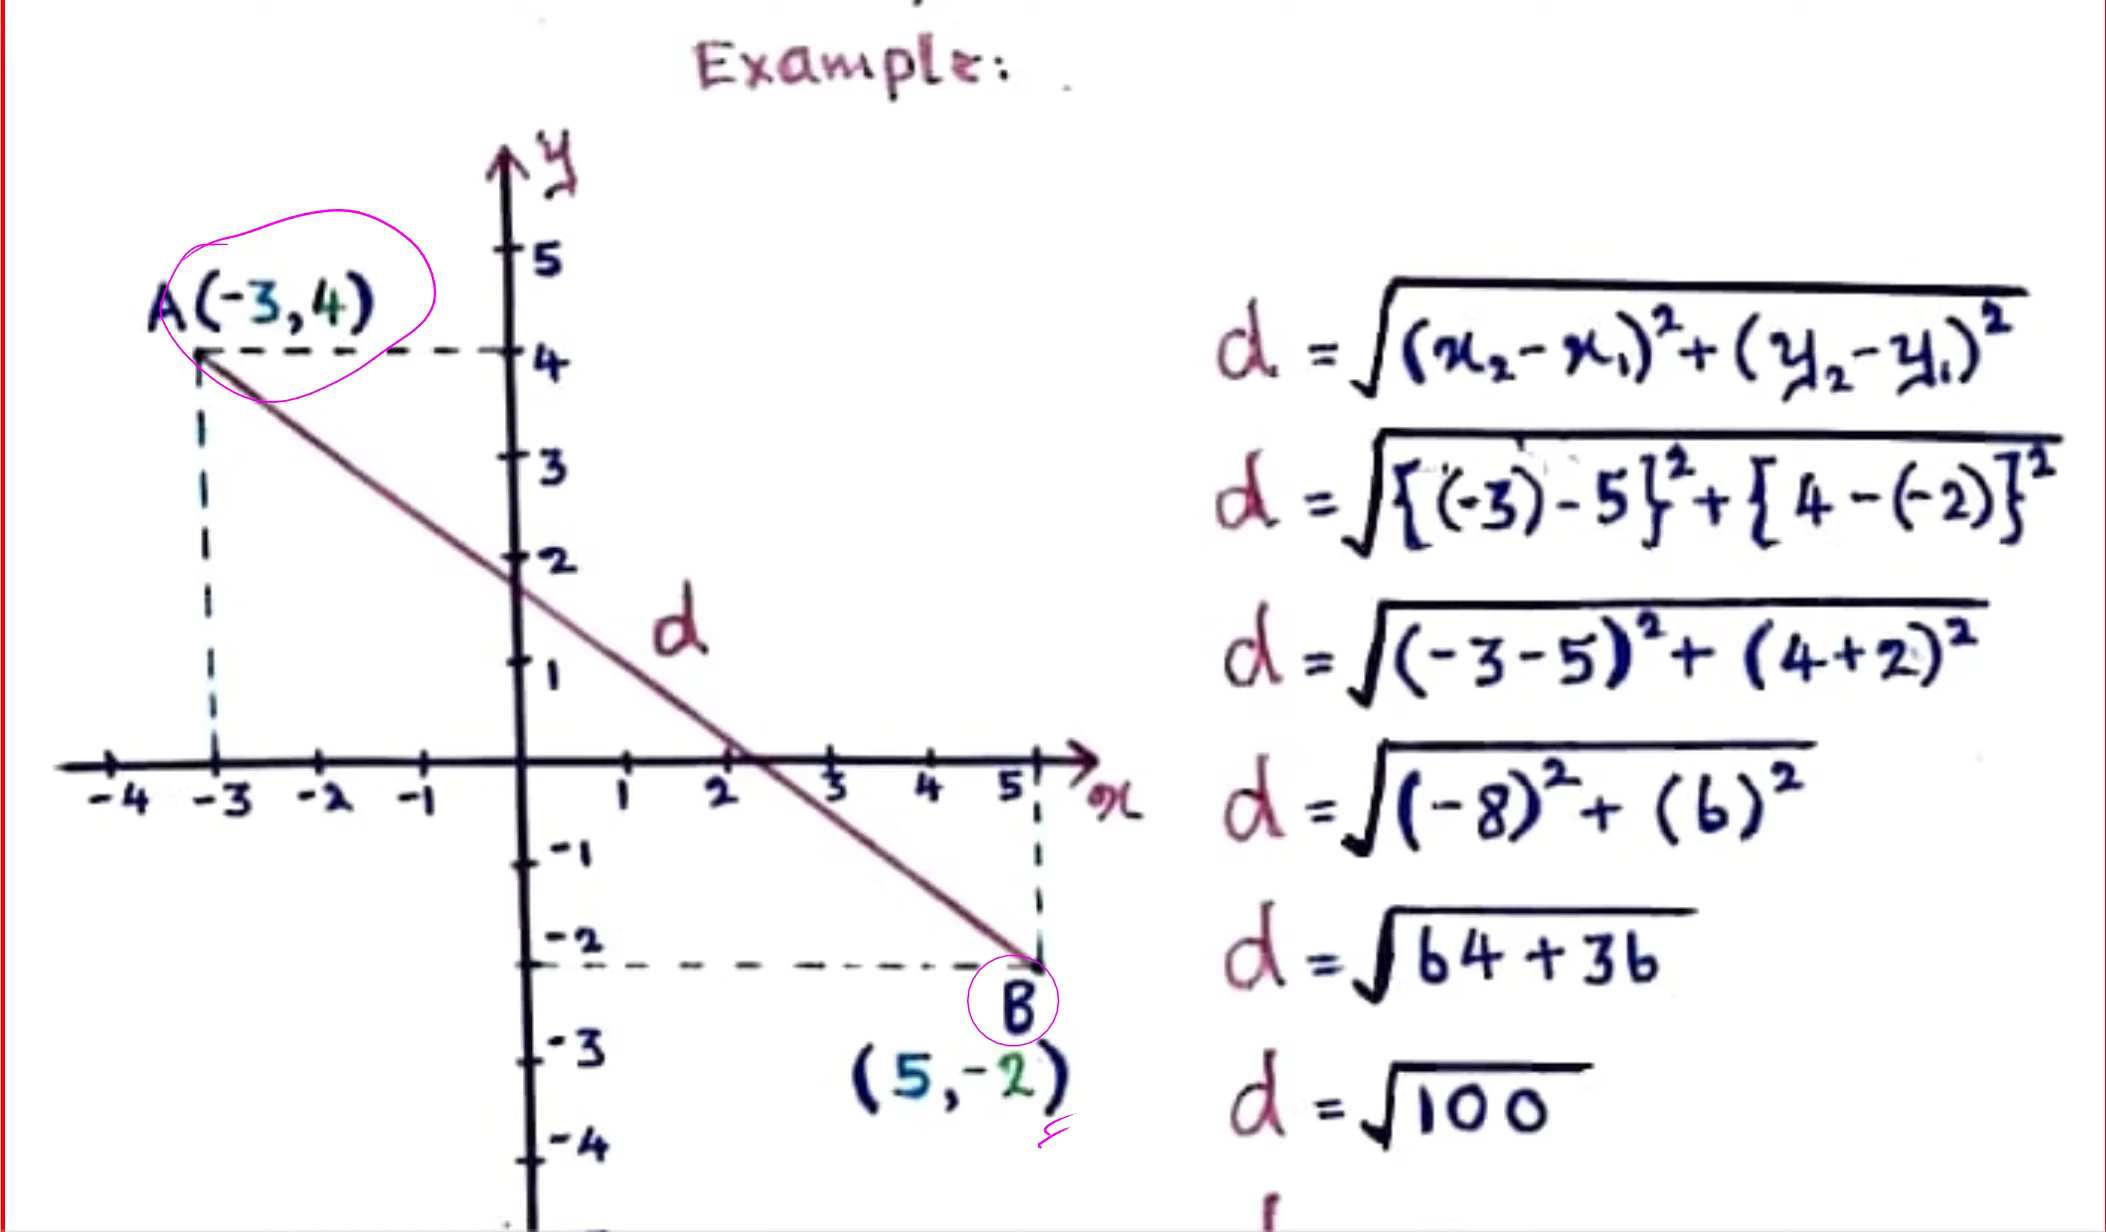 Example:
y
5
A(-3,4)
4
3
2
d
1
-4 -3 -2 -1 1 2 3 4 5 x
-1
-2
B
-3
(5,-2)
-4
d = √(x₂-x₁)²+(y₂-y₁)²
d = √{(-3)-5}²+{4-(-2)}²
d = √(-3-5)²+(4+2)²
d = √(-8)²+(6)²
d = √64+36
d = √100